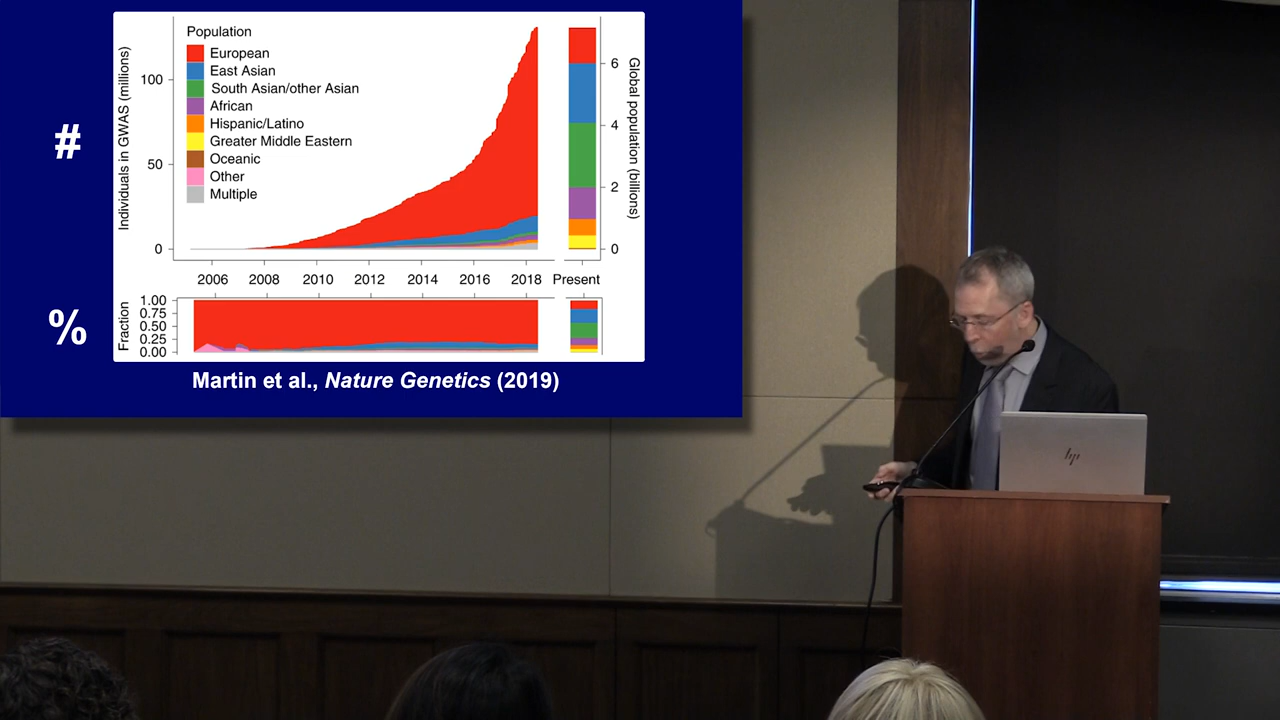 Population
European
East Asian
South Asian/other Asian
African
Hispanic/Latino
Greater Middle Eastern
Oceanic
Other
Multiple
Individuals in GWAS (millions)
100
50
0
Global population (billions)
6
4
2
0
2006 2008 2010 2012 2014 2016 2018 Present
#
%
Fraction
1.00
0.75
0.50
0.25
0.00
Martin et al., Nature Genetics (2019)
hp